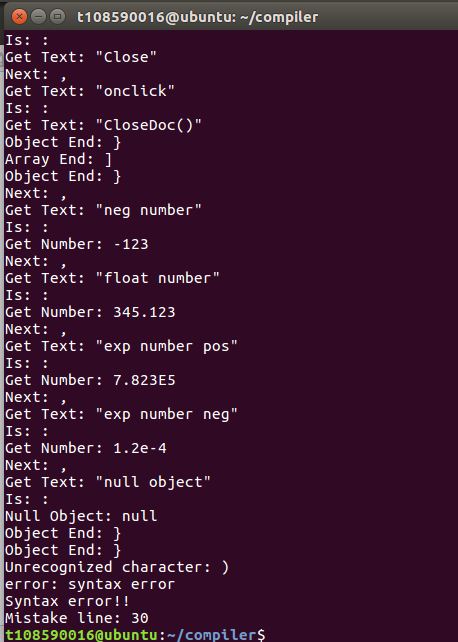 t108590016@ubuntu: ~/compiler
Is: :
Get Text: "Close"
Next: ,
Get Text: "onclick"
Is: :
Get Text: "CloseDoc()"
Object End: }
Array End: ]
Object End: }
Next: ,
Get Text: "neg number"
Is: :
Get Number: -123
Next: ,
Get Text: "float number"
Is: :
Get Number: 345.123
Next: ,
Get Text: "exp number pos"
Is: :
Get Number: 7.823E5
Next: ,
Get Text: "exp number neg"
Is: :
Get Number: 1.2e-4
Next: ,
Get Text: "null object"
Is: :
Null Object: null
Object End: }
Object End: }
Unrecognized character: )
error: syntax error
Syntax error!!
Mistake line: 30
t108590016@ubuntu:~/compiler$